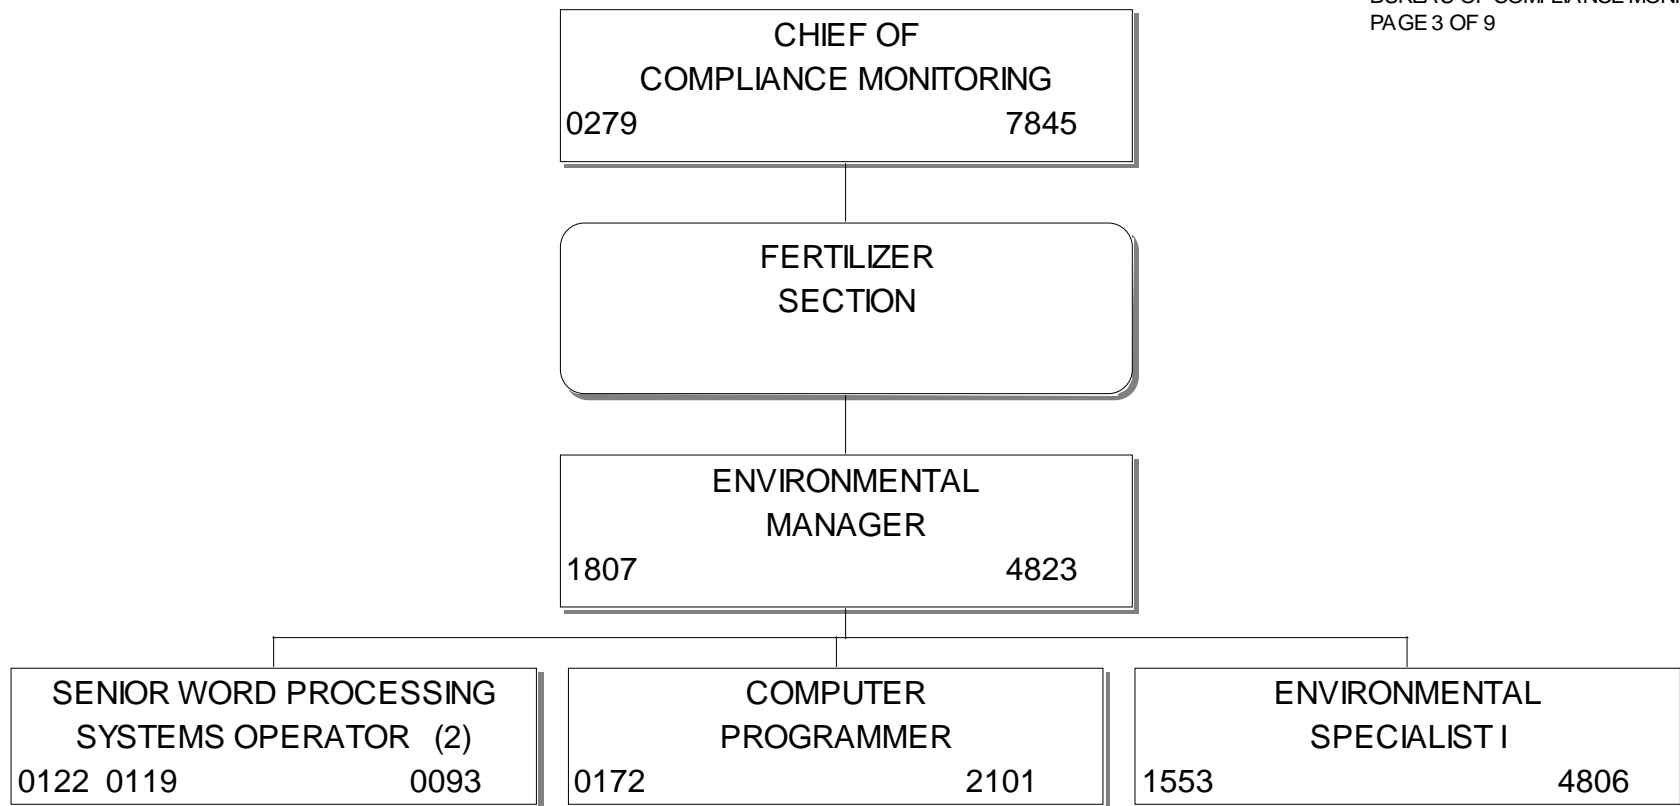 PAGE 3 OF 9
CHIEF OF
COMPLIANCE MONITORING
0279 7845
FERTILIZER
SECTION
ENVIRONMENTAL
MANAGER
1807 4823
SENIOR WORD PROCESSING
SYSTEMS OPERATOR (2)
0122 0119 0093
COMPUTER
PROGRAMMER
0172 2101
ENVIRONMENTAL
SPECIALIST I
1553 4806